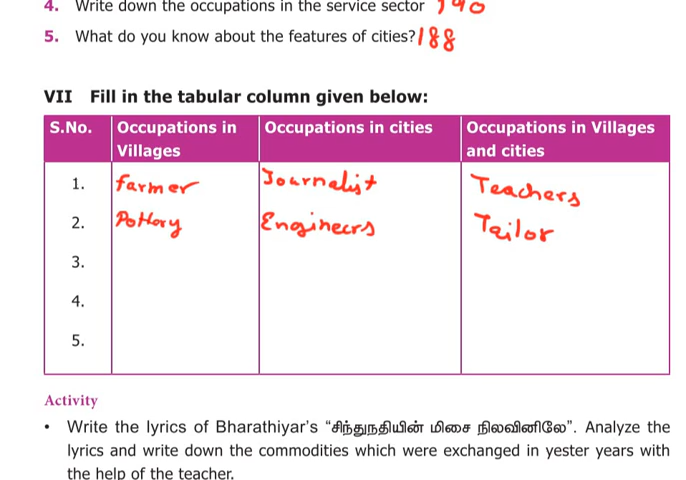 4. Write down the occupations in the service sector 190
5. What do you know about the features of cities? 188
VII Fill in the tabular column given below:
S.No. Occupations in Villages Occupations in cities Occupations in Villages and cities
1. farmer Journalist Teachers
2. Pottery Engineers Tailor
3.
4.
5.
Activity
• Write the lyrics of Bharathiyar's "சிந்துநதியின் மிசை நிலவினிலே". Analyze the
lyrics and write down the commodities which were exchanged in yester years with
the help of the teacher.